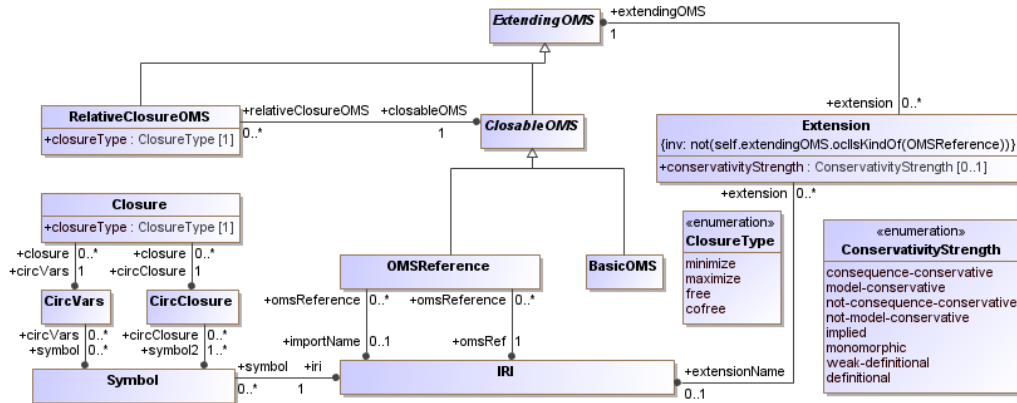 +extendingOMS
ExtendingOMS
1
+extension 0..*
RelativeClosureOMS
+closureType : ClosureType [1]
+relativeClosureOMS +closableOMS
0..* 1
ClosableOMS
Extension
{inv: not(self.extendingOMS.oclIsKindOf(OMSReference))}
+conservativityStrength : ConservativityStrength [0..1]
+extension 0..*
Closure
+closureType : ClosureType [1]
+closure 0..* +closure 0..*
+circVars 1 +circClosure 1
«enumeration»
ClosureType
minimize
maximize
free
cofree
«enumeration»
ConservativityStrength
consequence-conservative
model-conservative
not-consequence-conservative
not-model-conservative
implied
monomorphic
weak-definitional
definitional
OMSReference
BasicOMS
CircVars CircClosure
+omsReference 0..* +omsReference 0..*
+circVars 0..* +circClosure 0..*
+symbol 0..* +symbol2 1..*
+importName 0..1 +omsRef 1
Symbol
+symbol +iri
0..* 1
IRI
+extensionName
0..1